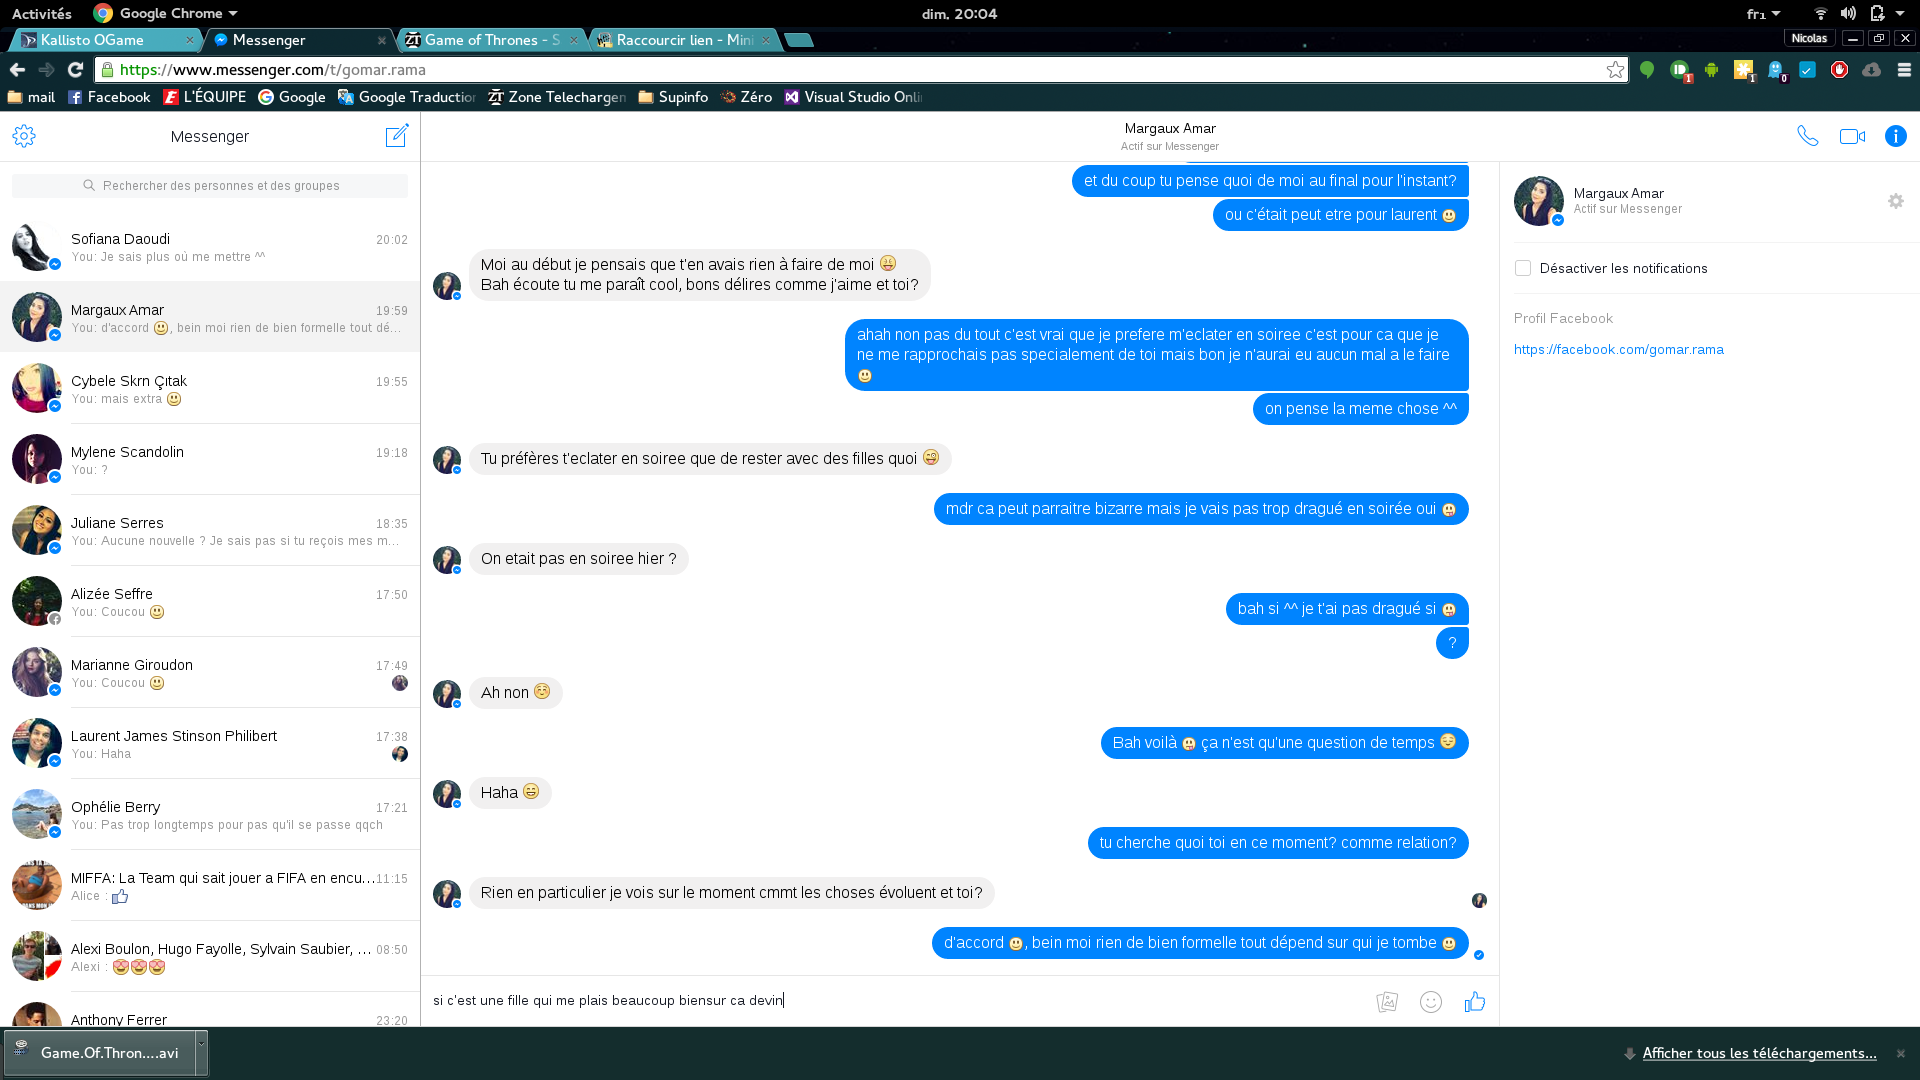 Activités
Google Chrome
dim. 20:04
fr₁
Kallisto OGame
Messenger
Game of Thrones - S
Raccourcir lien - Mini
Nicolas
https://www.messenger.com/t/gomar.rama
mail
Facebook
L'ÉQUIPE
Google
Google Traduction
Zone Telechargen
Supinfo
Zéro
Visual Studio Onli
Messenger
Margaux Amar
Actif sur Messenger
Rechercher des personnes et des groupes
Sofiana Daoudi
20:02
You: Je sais plus où me mettre ^^
Margaux Amar
19:59
You: d'accord 😃, bein moi rien de bien formelle tout dé...
Cybele Skrn Çıtak
19:55
You: mais extra 😃
Mylene Scandolin
19:18
You: ?
Juliane Serres
18:35
You: Aucune nouvelle ? Je sais pas si tu reçois mes m...
Alizée Seffre
17:50
You: Coucou 😃
Marianne Giroudon
17:49
You: Coucou 😃
Laurent James Stinson Philibert
17:38
You: Haha
Ophélie Berry
17:21
You: Pas trop longtemps pour pas qu'il se passe qqch
MIFFA: La Team qui sait jouer a FIFA en encu...
11:15
Alice : 👍
Alexi Boulon, Hugo Fayolle, Sylvain Saubier, ...
08:50
Alexi : 😍😍😍
Anthony Ferrer
23:20
et du coup tu pense quoi de moi au final pour l'instant?
ou c'était peut etre pour laurent 😃
Moi au début je pensais que t'en avais rien à faire de moi 😝
Bah écoute tu me paraît cool, bons délires comme j'aime et toi?
ahah non pas du tout c'est vrai que je prefere m'eclater en soiree c'est pour ca que je
ne me rapprochais pas specialement de toi mais bon je n'aurai eu aucun mal a le faire
😃
on pense la meme chose ^^
Tu préfères t'eclater en soiree que de rester avec des filles quoi 😜
mdr ca peut parraitre bizarre mais je vais pas trop dragué en soirée oui 😛
On etait pas en soiree hier ?
bah si ^^ je t'ai pas dragué si 😛
?
Ah non ☺
Bah voilà 😛 ça n'est qu'une question de temps 😌
Haha 😄
tu cherche quoi toi en ce moment? comme relation?
Rien en particulier je vois sur le moment cmmt les choses évoluent et toi?
d'accord 😃, bein moi rien de bien formelle tout dépend sur qui je tombe 😃
si c'est une fille qui me plais beaucoup biensur ca devin
Margaux Amar
Actif sur Messenger
Désactiver les notifications
Profil Facebook
https://facebook.com/gomar.rama
Game.Of.Thron....avi
Afficher tous les téléchargements...